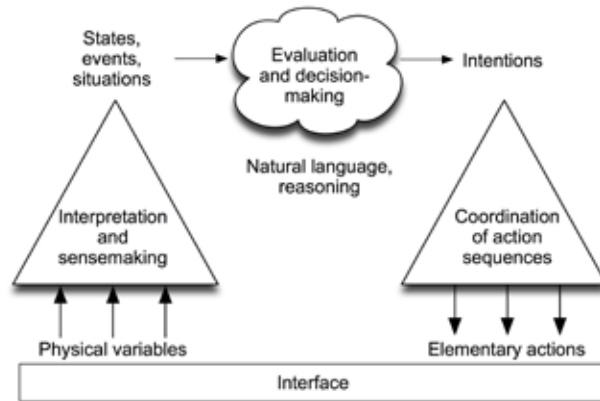 States,
events,
situations
Evaluation
and decision-
making
Intentions
Natural language,
reasoning
Interpretation
and
sensemaking
Coordination
of action
sequences
Physical variables
Elementary actions
Interface